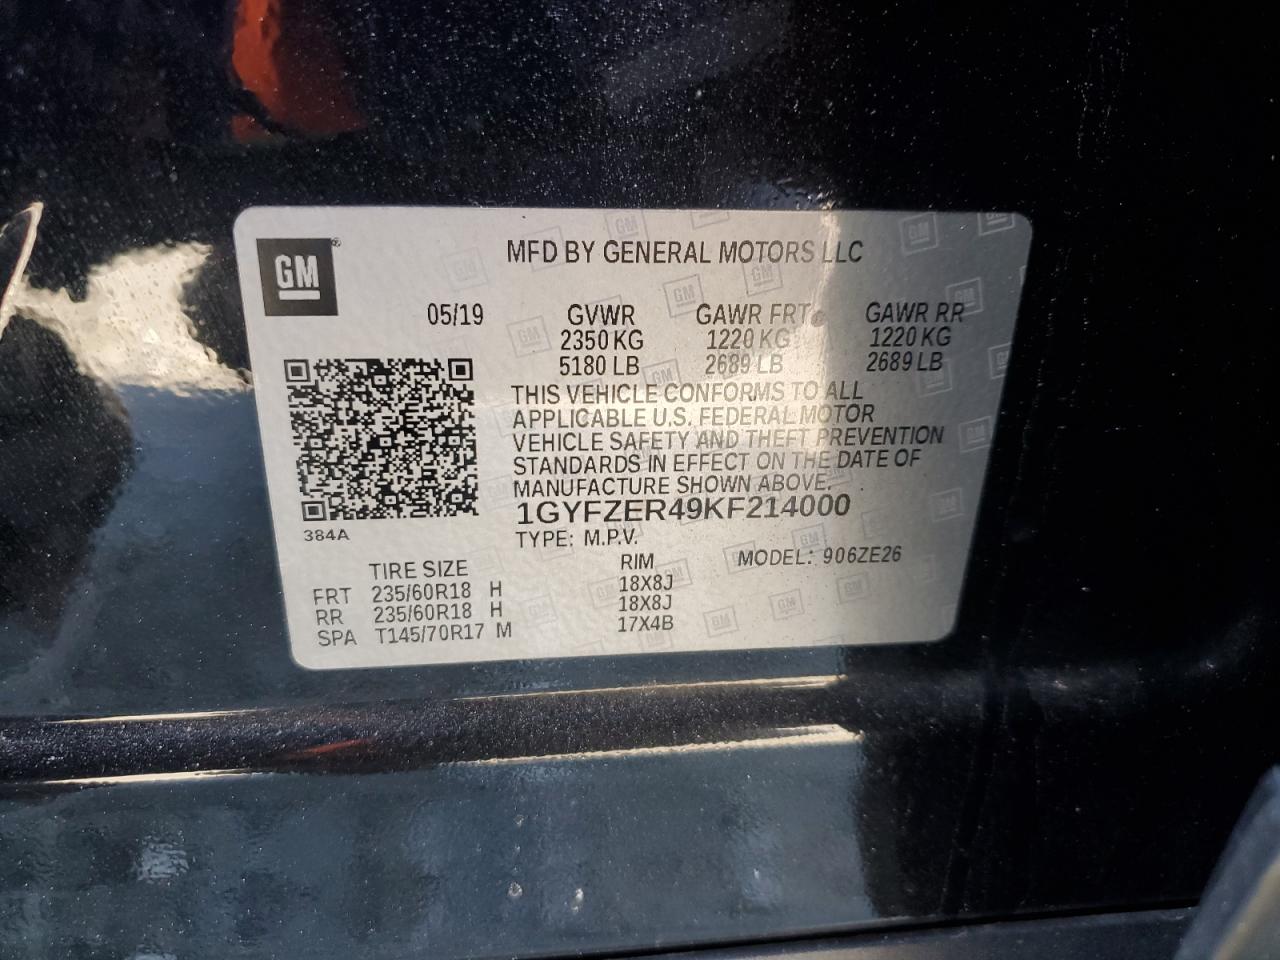 GM
MFD BY GENERAL MOTORS LLC
05/19 GVWR GAWR FRT GAWR RR
2350 KG 1220 KG 1220 KG
5180 LB 2689 LB 2689 LB
THIS VEHICLE CONFORMS TO ALL
APPLICABLE U.S. FEDERAL MOTOR
VEHICLE SAFETY AND THEFT PREVENTION
STANDARDS IN EFFECT ON THE DATE OF
MANUFACTURE SHOWN ABOVE.
1GYFZER49KF214000
384A
TYPE: M.P.V.
TIRE SIZE RIM MODEL: 906ZE26
FRT 235/60R18 H 18X8J
RR 235/60R18 H 18X8J
SPA T145/70R17 M 17X4B